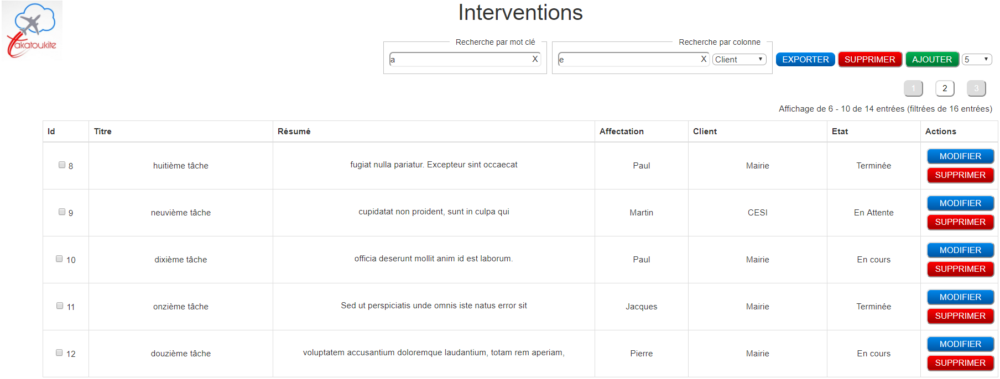 takatoukite
Interventions
Recherche par mot clé
Recherche par colonne
a X e X Client EXPORTER SUPPRIMER AJOUTER 5
1 2 3
Affichage de 6 - 10 de 14 entrées (filtrées de 16 entrées)
Id Titre Résumé Affectation Client Etat Actions
8 huitième tâche fugiat nulla pariatur. Excepteur sint occaecat Paul Mairie Terminée MODIFIER
SUPPRIMER
9 neuvième tâche cupidatat non proident, sunt in culpa qui Martin CESI En Attente MODIFIER
SUPPRIMER
10 dixième tâche officia deserunt mollit anim id est laborum. Paul Mairie En cours MODIFIER
SUPPRIMER
11 onzième tâche Sed ut perspiciatis unde omnis iste natus error sit Jacques Mairie Terminée MODIFIER
SUPPRIMER
12 douzième tâche voluptatem accusantium doloremque laudantium, totam rem aperiam, Pierre Mairie En cours MODIFIER
SUPPRIMER